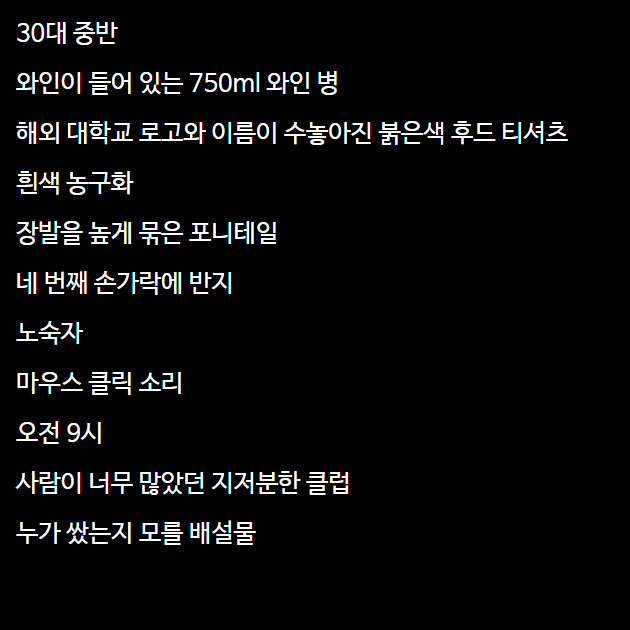 30대 중반
와인이 들어 있는 750ml 와인 병
해외 대학교 로고와 이름이 수놓아진 붉은색 후드 티셔츠
흰색 농구화
장발을 높게 묶은 포니테일
네 번째 손가락에 반지
노숙자
마우스 클릭 소리
오전 9시
사람이 너무 많았던 지저분한 클럽
누가 쌌는지 모를 배설물